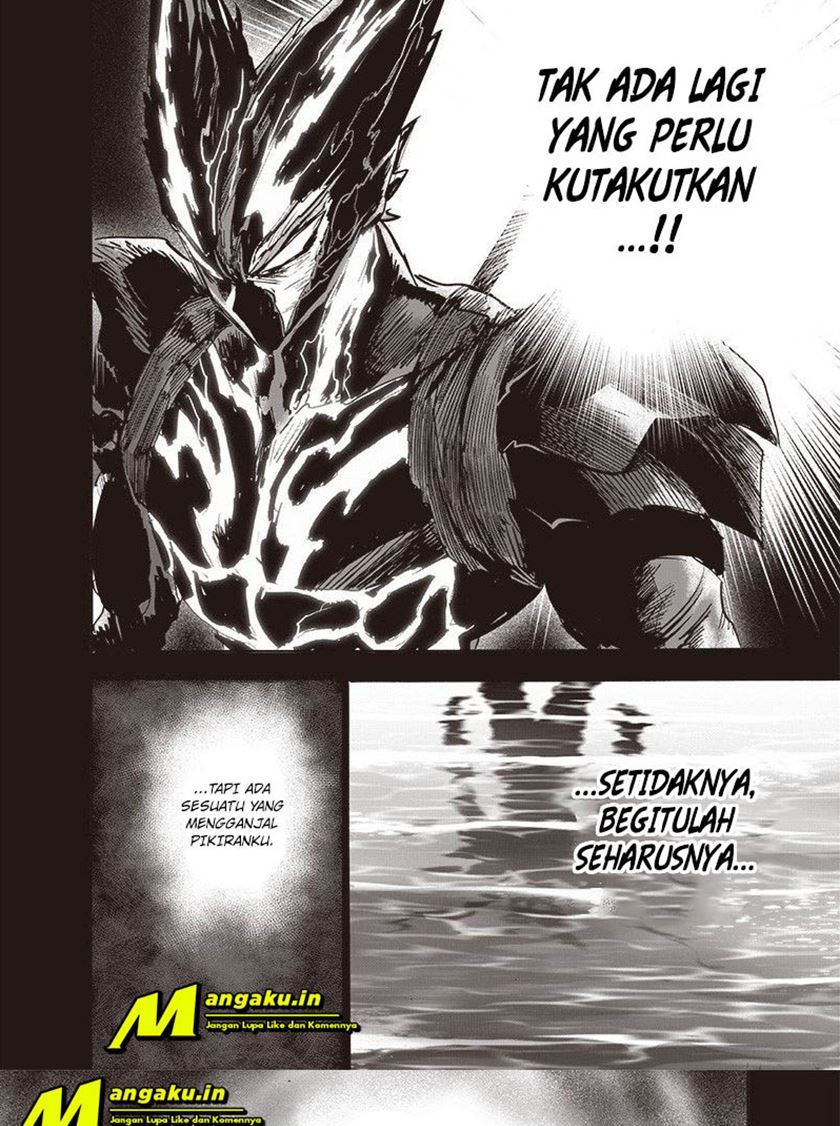 TAK ADA LAGI
YANG PERLU
KUTAKUTKAN
...!!
...SETIDAKNYA,
BEGITULAH
SEHARUSNYA...
...TAPI ADA
SESUATU YANG
MENGGANJAL
PIKIRANKU.
Mangaku.in
Jangan Lupa Like dan Komennya
Mangaku.in
Jangan Lupa Like dan Komennya